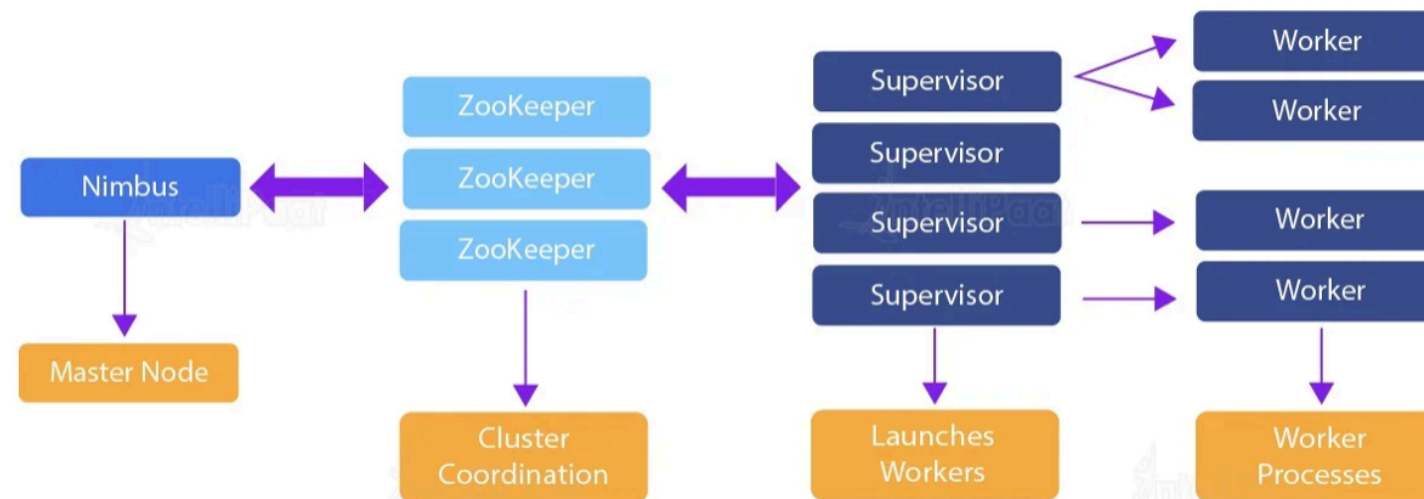 Nimbus
Master Node
ZooKeeper
ZooKeeper
ZooKeeper
Cluster
Coordination
Supervisor
Supervisor
Supervisor
Supervisor
Launches
Workers
Worker
Worker
Worker
Worker
Worker
Processes